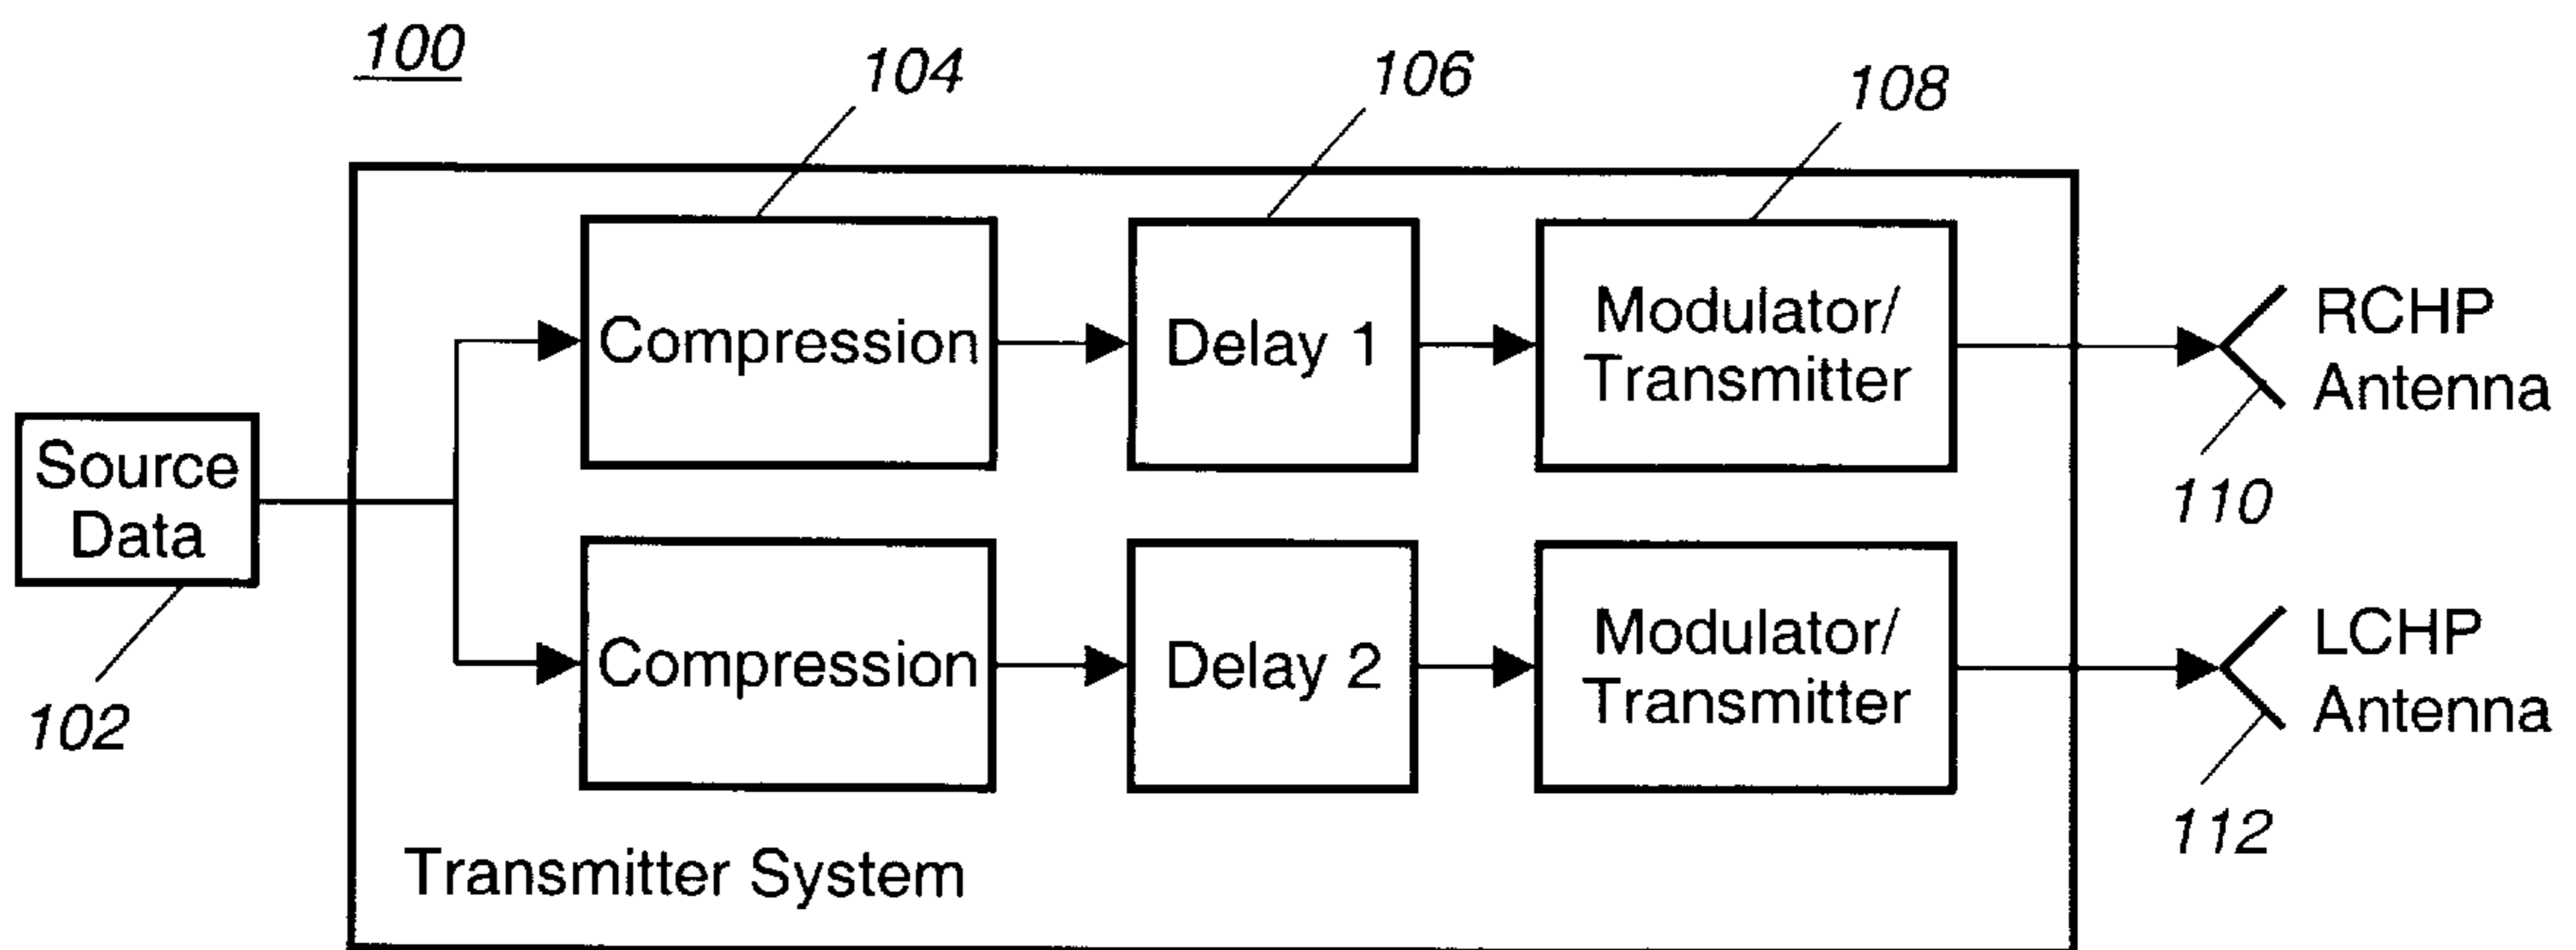 100
104
106
108
Compression
Delay 1
Modulator/
Transmitter
RCHP
Antenna
110
Source
Data
102
Compression
Delay 2
Modulator/
Transmitter
LCHP
Antenna
112
Transmitter System